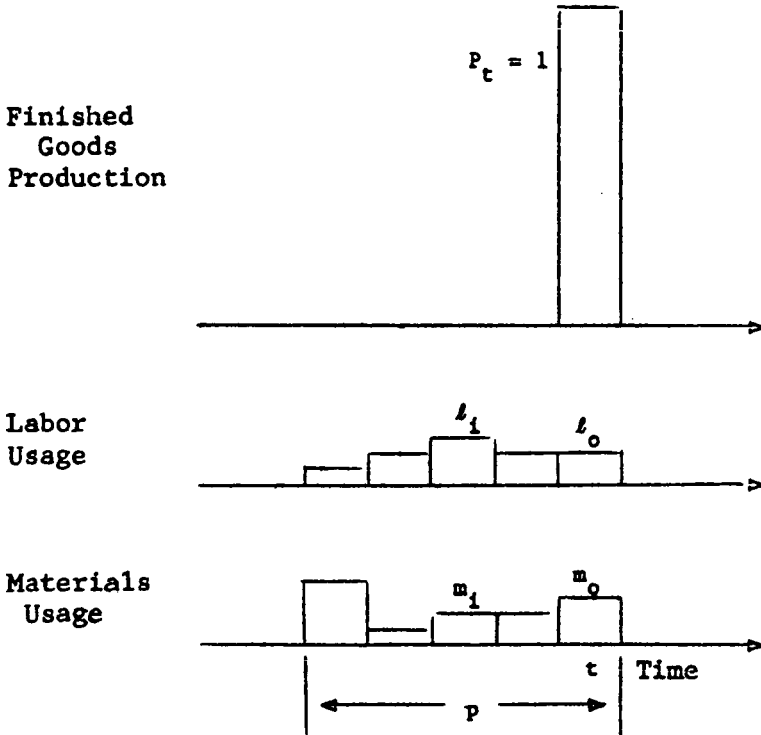 P_t = 1
Finished
Goods
Production
Labor
Usage
ℓ_i
ℓ_o
Materials
Usage
m_i
m_o
t
Time
P